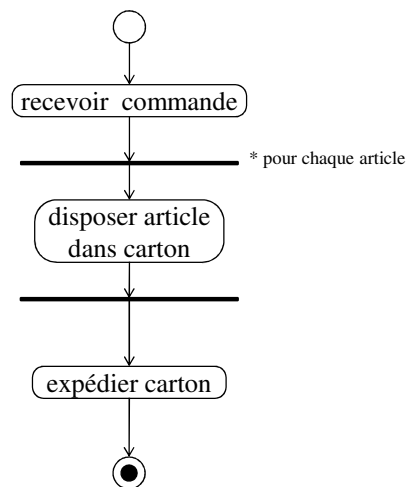 recevoir commande
* pour chaque article
disposer article
dans carton
expédier carton